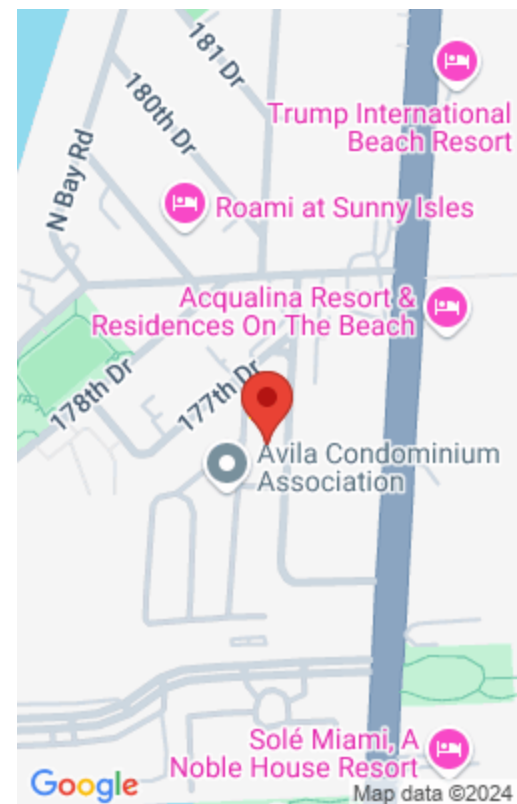 181 Dr
180th Dr
Trump International
Beach Resort
N Bay Rd
Roami at Sunny Isles
Acqualina Resort &
Residences On The Beach
178th Dr
177th Dr
Avila Condominium
Association
Solé Miami, A
Noble House Resort
Google
Map data ©2024